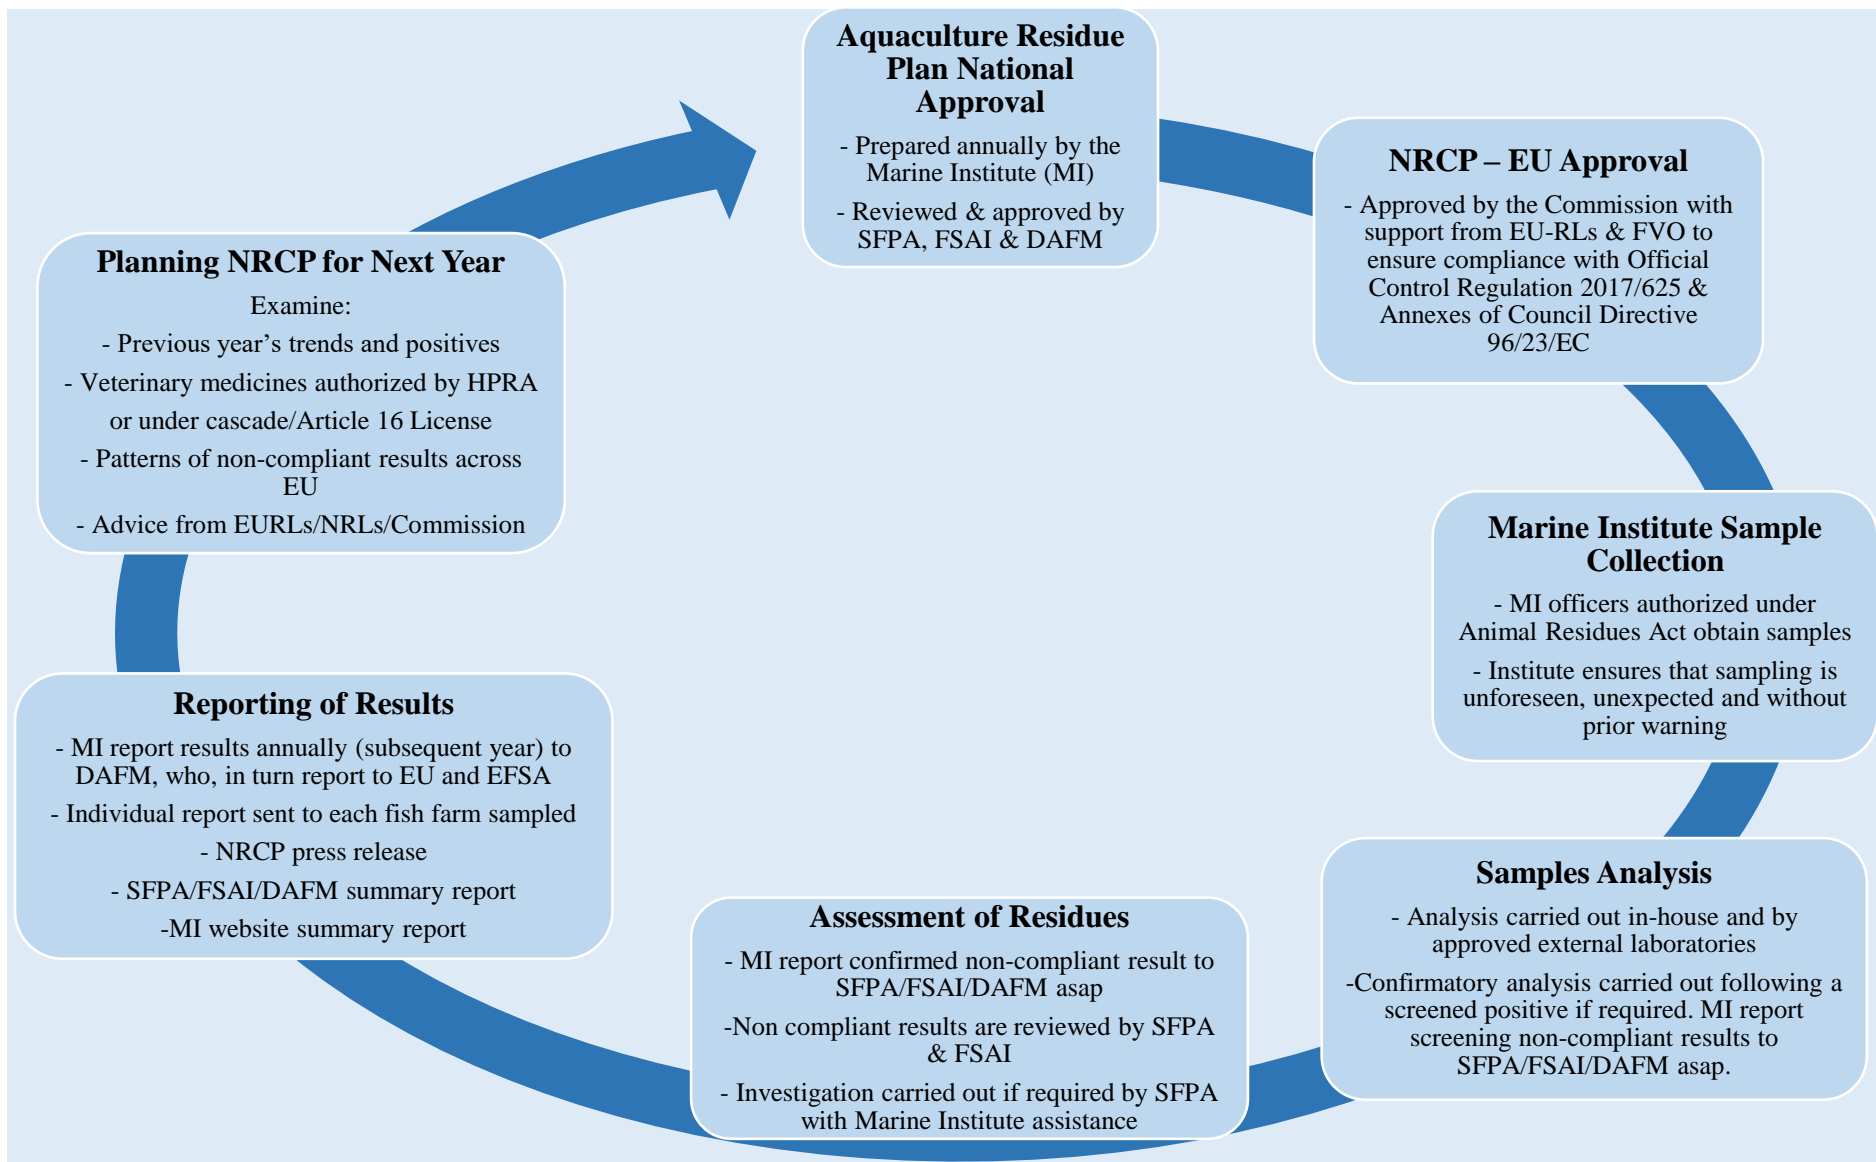 Aquaculture Residue
Plan National
Approval
- Prepared annually by the
Marine Institute (MI)
- Reviewed & approved by
SFPA, FSAI & DAFM
NRCP – EU Approval
- Approved by the Commission with
support from EU-RLs & FVO to
ensure compliance with Official
Control Regulation 2017/625 &
Annexes of Council Directive
96/23/EC
Marine Institute Sample
Collection
- MI officers authorized under
Animal Residues Act obtain samples
- Institute ensures that sampling is
unforeseen, unexpected and without
prior warning
Samples Analysis
- Analysis carried out in-house and by
approved external laboratories
-Confirmatory analysis carried out following a
screened positive if required. MI report
screening non-compliant results to
SFPA/FSAI/DAFM asap.
Assessment of Residues
- MI report confirmed non-compliant result to
SFPA/FSAI/DAFM asap
-Non compliant results are reviewed by SFPA
& FSAI
- Investigation carried out if required by SFPA
with Marine Institute assistance
Reporting of Results
- MI report results annually (subsequent year) to
DAFM, who, in turn report to EU and EFSA
- Individual report sent to each fish farm sampled
- NRCP press release
- SFPA/FSAI/DAFM summary report
-MI website summary report
Planning NRCP for Next Year
Examine:
- Previous year’s trends and positives
- Veterinary medicines authorized by HPRA
or under cascade/Article 16 License
- Patterns of non-compliant results across
EU
- Advice from EURLs/NRLs/Commission